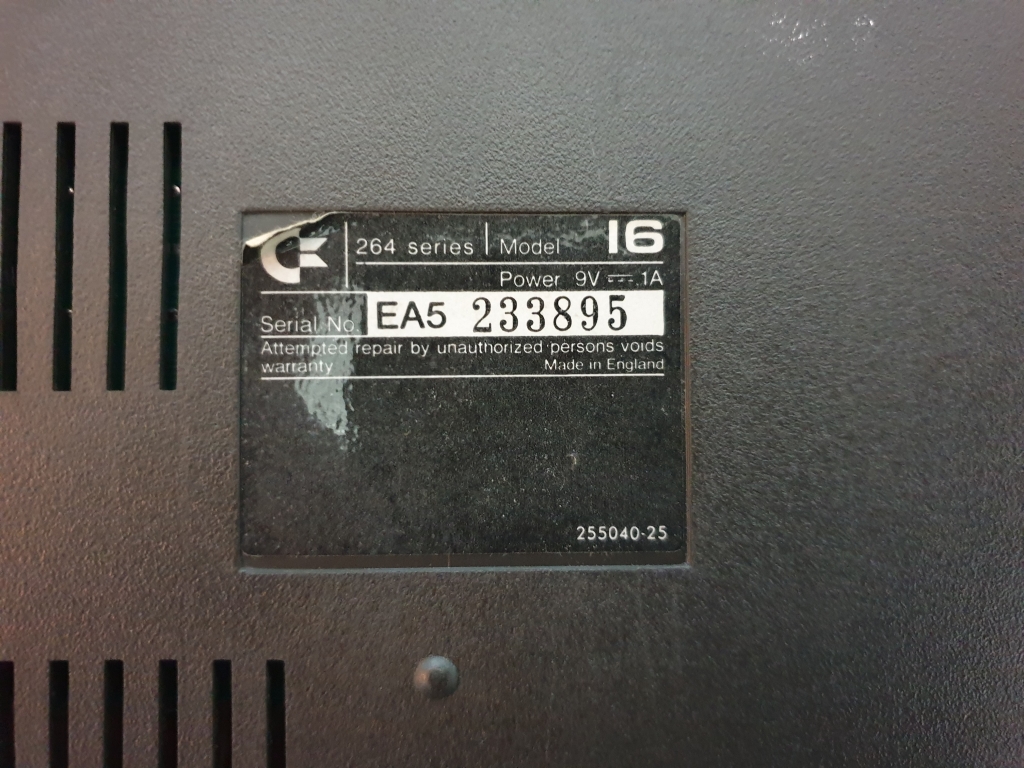 264 series | Model 16
Power 9V ⎓ 1A
Serial No. EA5 233895
Attempted repair by unauthorized persons voids
warranty Made in England
255040-25